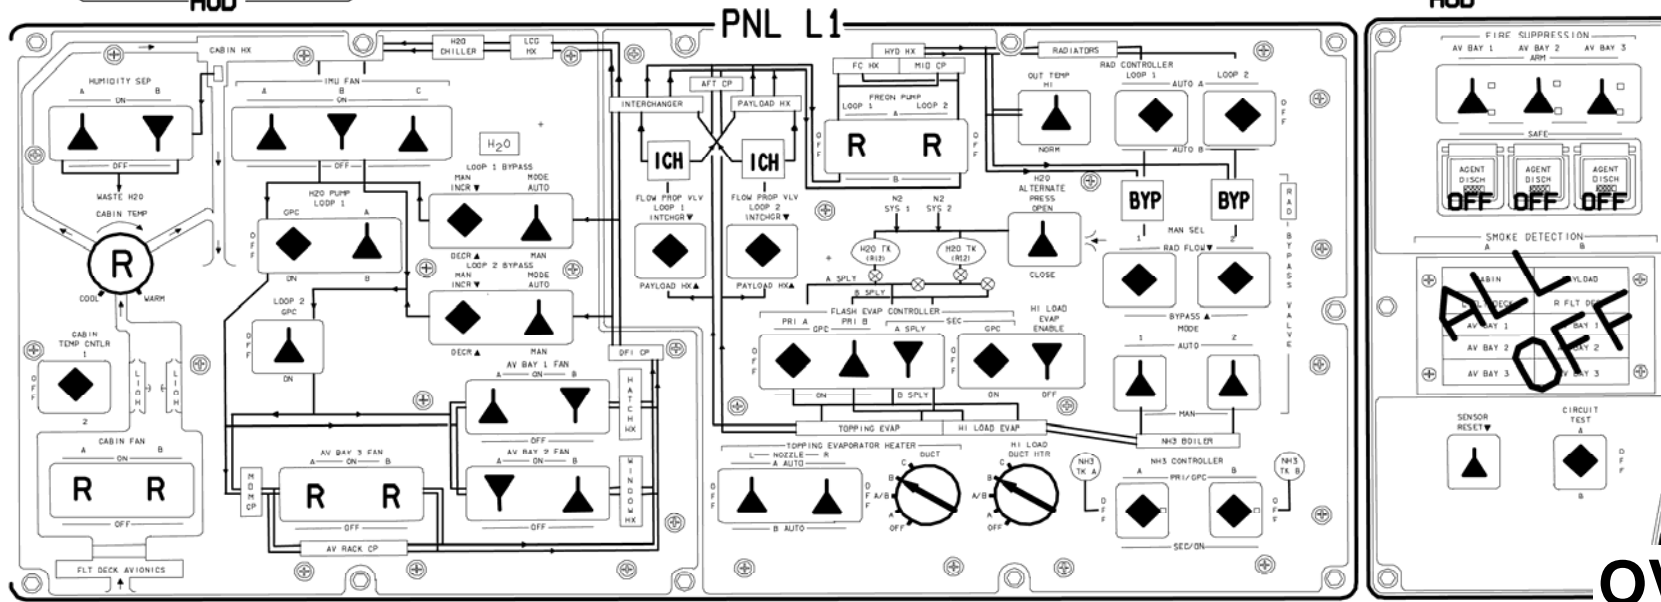 HUD
HUD
PNL L1
CABIN HX
H2O CHILLER
LCG HX
HUMIDITY SEP
A B
ON
OFF
WASTE H2O
CABIN TEMP
R
COOL WARM
CABIN TEMP CNTLR
1
OFF
2
LIOH
LIOH
CABIN FAN
A B
ON
R R
OFF
FLT DECK AVIONICS
IMU FAN
A B C
ON
OFF
H2O
H2O PUMP
LOOP 1
GPC A
OFF
ON B
LOOP 2
GPC
OFF
ON
LOOP 1 BYPASS
MAN INCR▼
MODE AUTO
DECR▲ MAN
LOOP 2 BYPASS
MAN INCR▼
MODE AUTO
DECR▲ MAN
AV BAY 1 FAN
A ON B
OFF
AV BAY 2 FAN
A ON B
OFF
AV BAY 3 FAN
A ON B
R R
OFF
MDM CP
AV RACK CP
HATCH HX
WINDOW HX
DFI CP
INTERCHANGER
AFT CP
PAYLOAD HX
ICH ICH
FLOW PROP VLV
LOOP 1
INTCHGR▼
PAYLOAD HX▲
FLOW PROP VLV
LOOP 2
INTCHGR▼
PAYLOAD HX▲
HYD HX
FC HX MID CP
FREON PUMP
LOOP 1 LOOP 2
A
OFF R R OFF
B
RADIATORS
RAD CONTROLLER
OUT TEMP
HI
NORM
LOOP 1 LOOP 2
AUTO A
OFF
AUTO B
N2 SYS 1
N2 SYS 2
H2O TK (R12)
H2O TK (R12)
A SPLY
B SPLY
H2O ALTERNATE PRESS
OPEN
CLOSE
BYP BYP
MAN SEL
1 2
RAD FLOW▼
BYPASS▲
MODE
1 2
AUTO
MAN
RAD BYPASS VALVE
FLASH EVAP CONTROLLER
PRI A PRI B SEC
GPC A SPLY GPC
OFF OFF
ON B SPLY ON
HI LOAD EVAP
ENABLE
OFF
TOPPING EVAP HI LOAD EVAP
NH3 BOILER
TOPPING EVAPORATOR HEATER
L NOZZLE R
A AUTO
OFF OFF
B AUTO
DUCT
C
B
A/B
A
OFF
HI LOAD
DUCT HTR
C
B
A/B
A
OFF
NH3 TK A
NH3 TK B
NH3 CONTROLLER
A B
PRI/GPC
OFF OFF
SEC/ON
FIRE SUPPRESSION
AV BAY 1 AV BAY 2 AV BAY 3
ARM
SAFE
AGENT DISCH AGENT DISCH AGENT DISCH
OFF OFF OFF
SMOKE DETECTION
A B
AV BAY 1
AV BAY 2
AV BAY 3
ALL OFF
SENSOR
RESET▼
CIRCUIT TEST
A
OFF
B